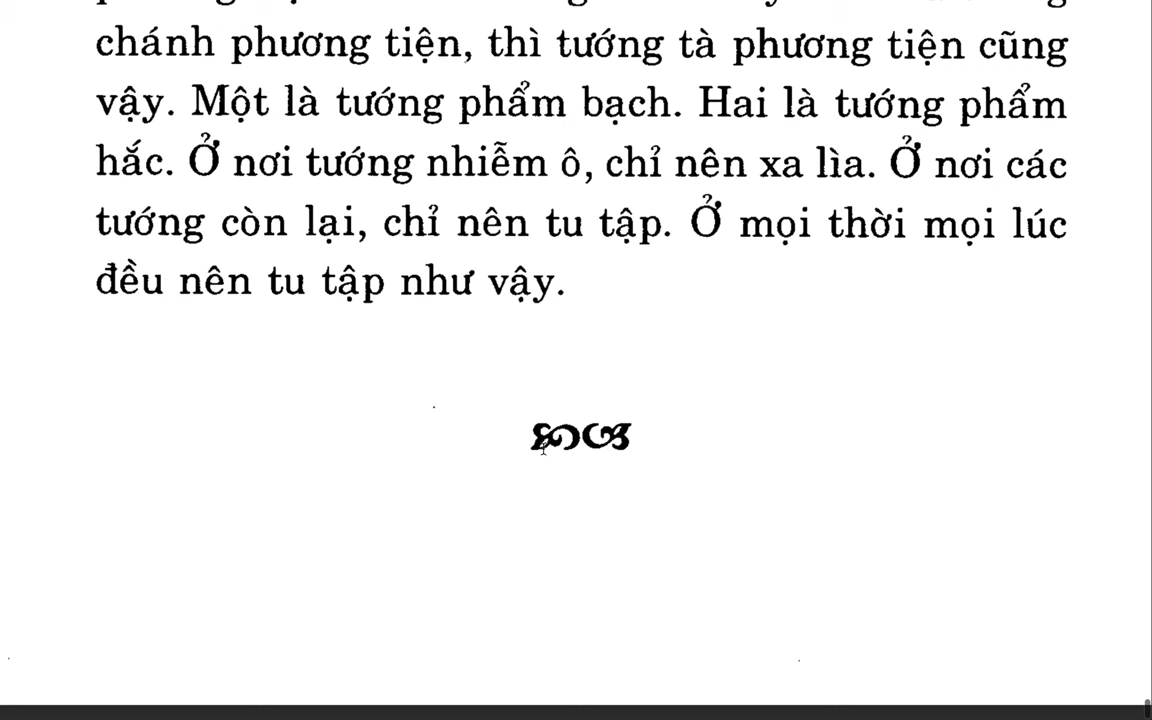 chánh phương tiện, thì tướng tà phương tiện cũng
vậy. Một là tướng phẩm bạch. Hai là tướng phẩm
hắc. Ở nơi tướng nhiễm ô, chỉ nên xa lìa. Ở nơi các
tướng còn lại, chỉ nên tu tập. Ở mọi thời mọi lúc
đều nên tu tập như vậy.